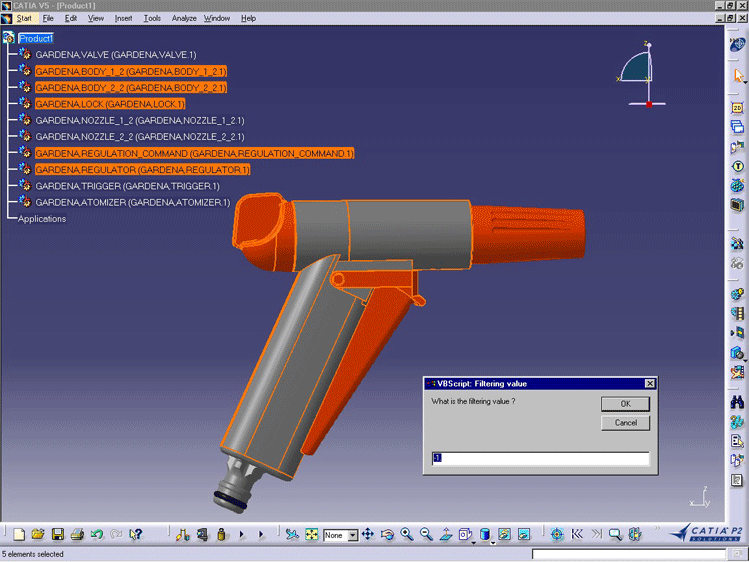 CATIA V5 - [Product1]
Start File Edit View Insert Tools Analyze Window Help
Product1
GARDENA,VALVE (GARDENA,VALVE.1)
GARDENA,BODY_1_2 (GARDENA,BODY_1_2.1)
GARDENA,BODY_2_2 (GARDENA,BODY_2_2.1)
GARDENA,LOCK (GARDENA,LOCK.1)
GARDENA,NOZZLE_1_2 (GARDENA,NOZZLE_1_2.1)
GARDENA,NOZZLE_2_2 (GARDENA,NOZZLE_2_2.1)
GARDENA,REGULATION_COMMAND (GARDENA,REGULATION_COMMAND.1)
GARDENA,REGULATOR (GARDENA,REGULATOR.1)
GARDENA,TRIGGER (GARDENA,TRIGGER.1)
GARDENA,ATOMIZER (GARDENA,ATOMIZER.1)
Applications
z
x
y
VBScript: Filtering value
What is the filtering value ?
OK
Cancel
z
x y
None
CATIA P2
SOLUTIONS
5 elements selected